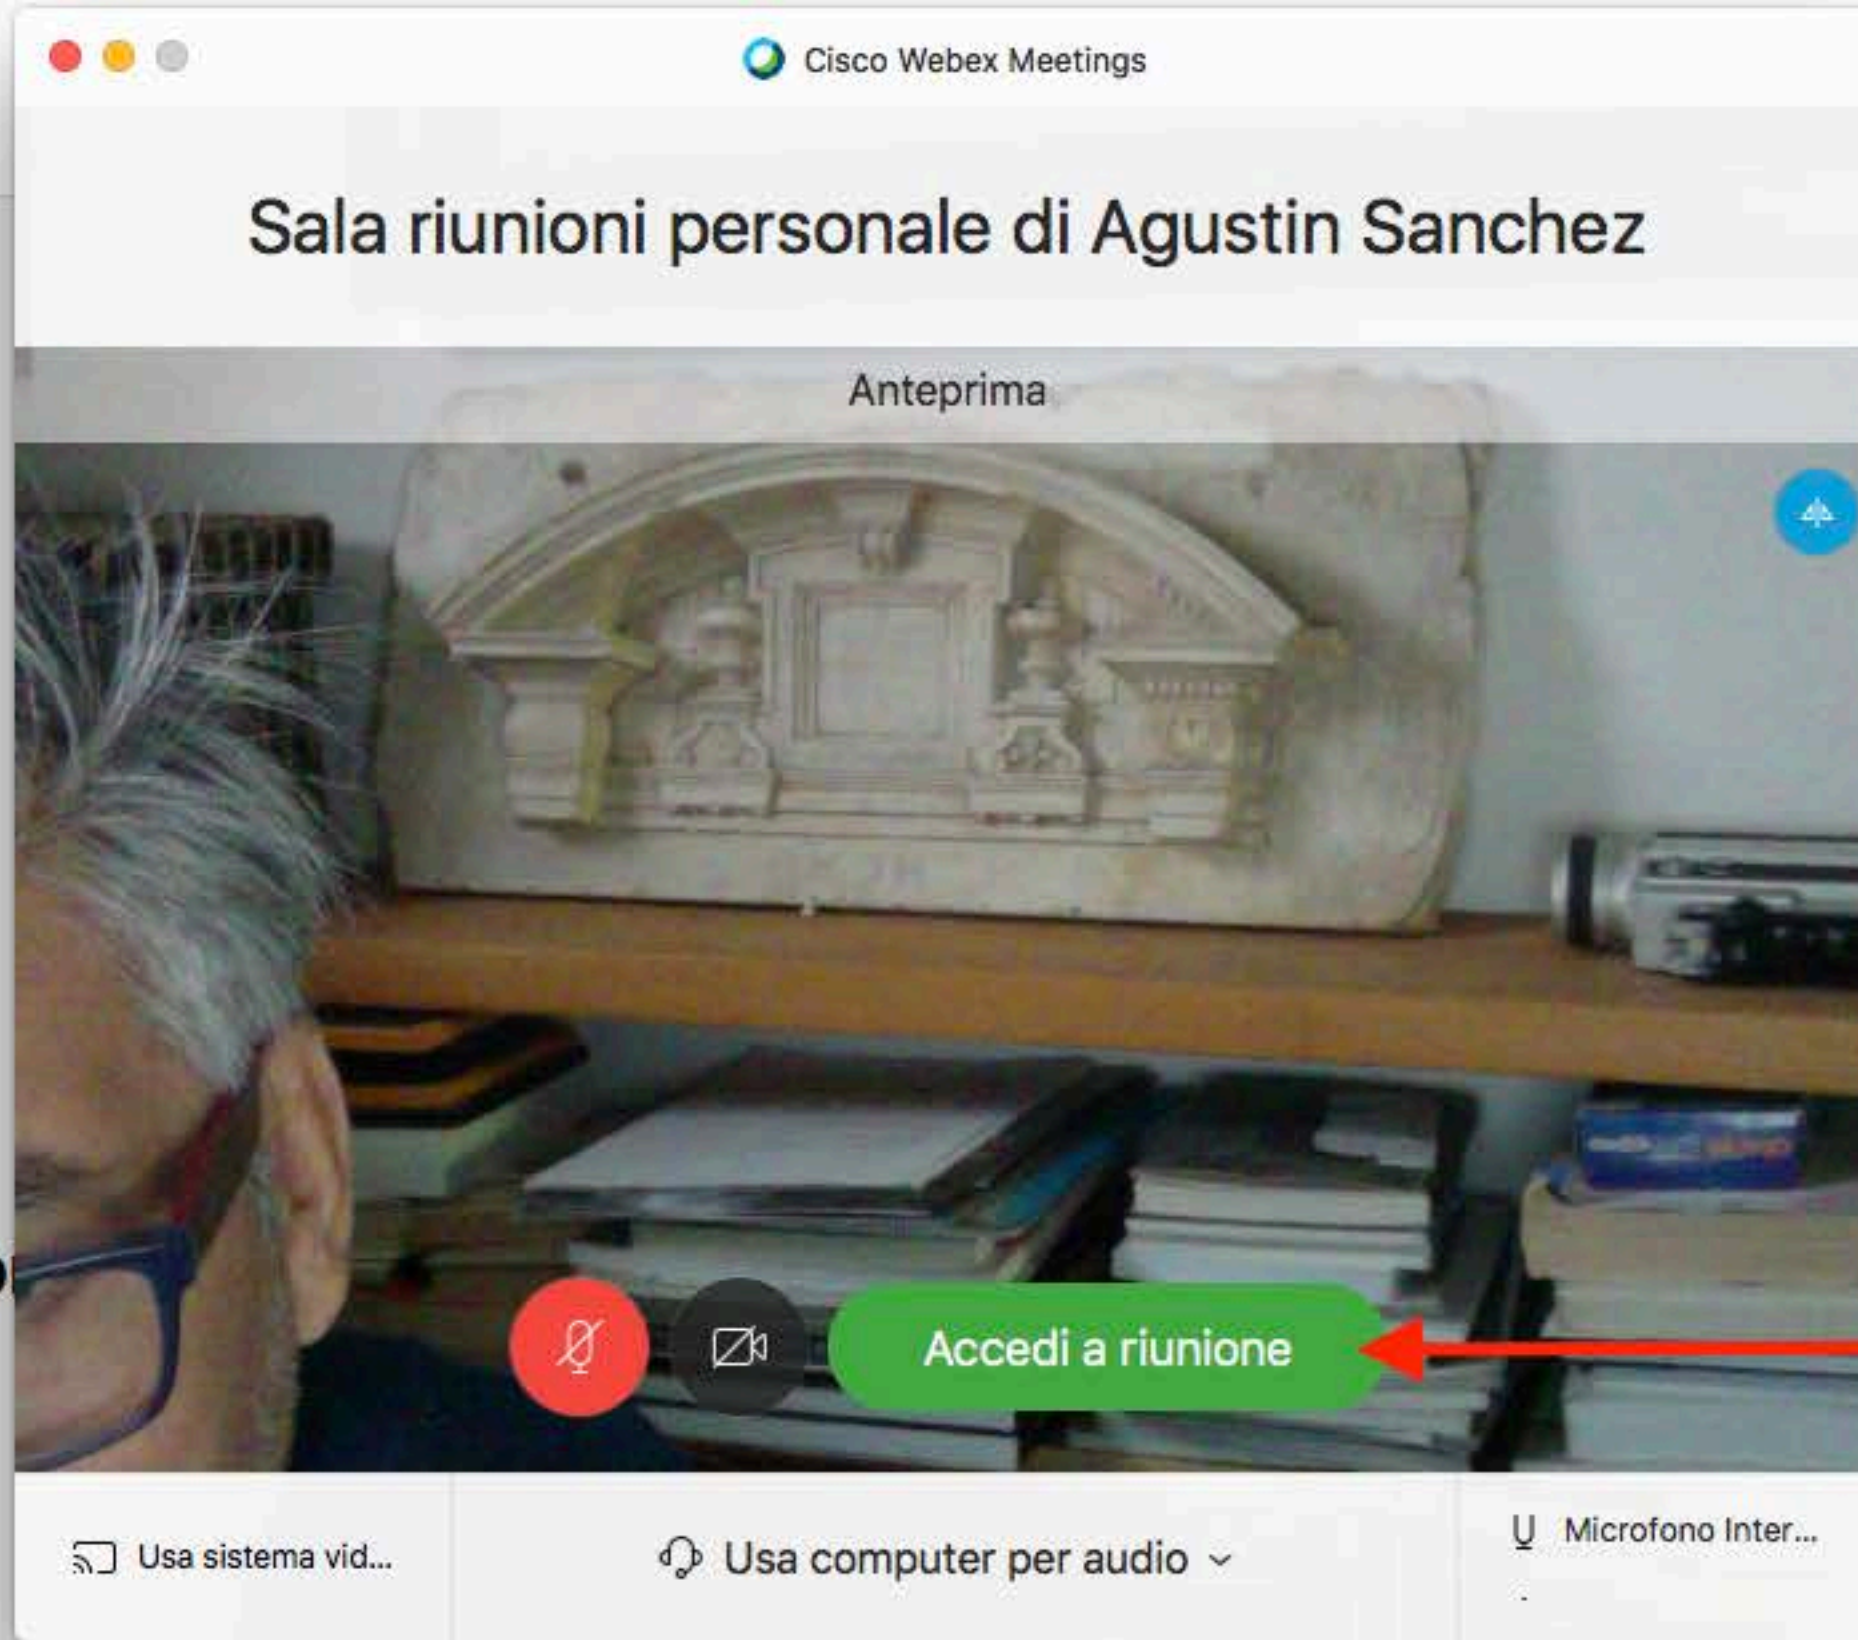 Cisco Webex Meetings
Sala riunioni personale di Agustin Sanchez
Anteprima
Accedi a riunione
Usa sistema vid...
Usa computer per audio
Microfono Inter...